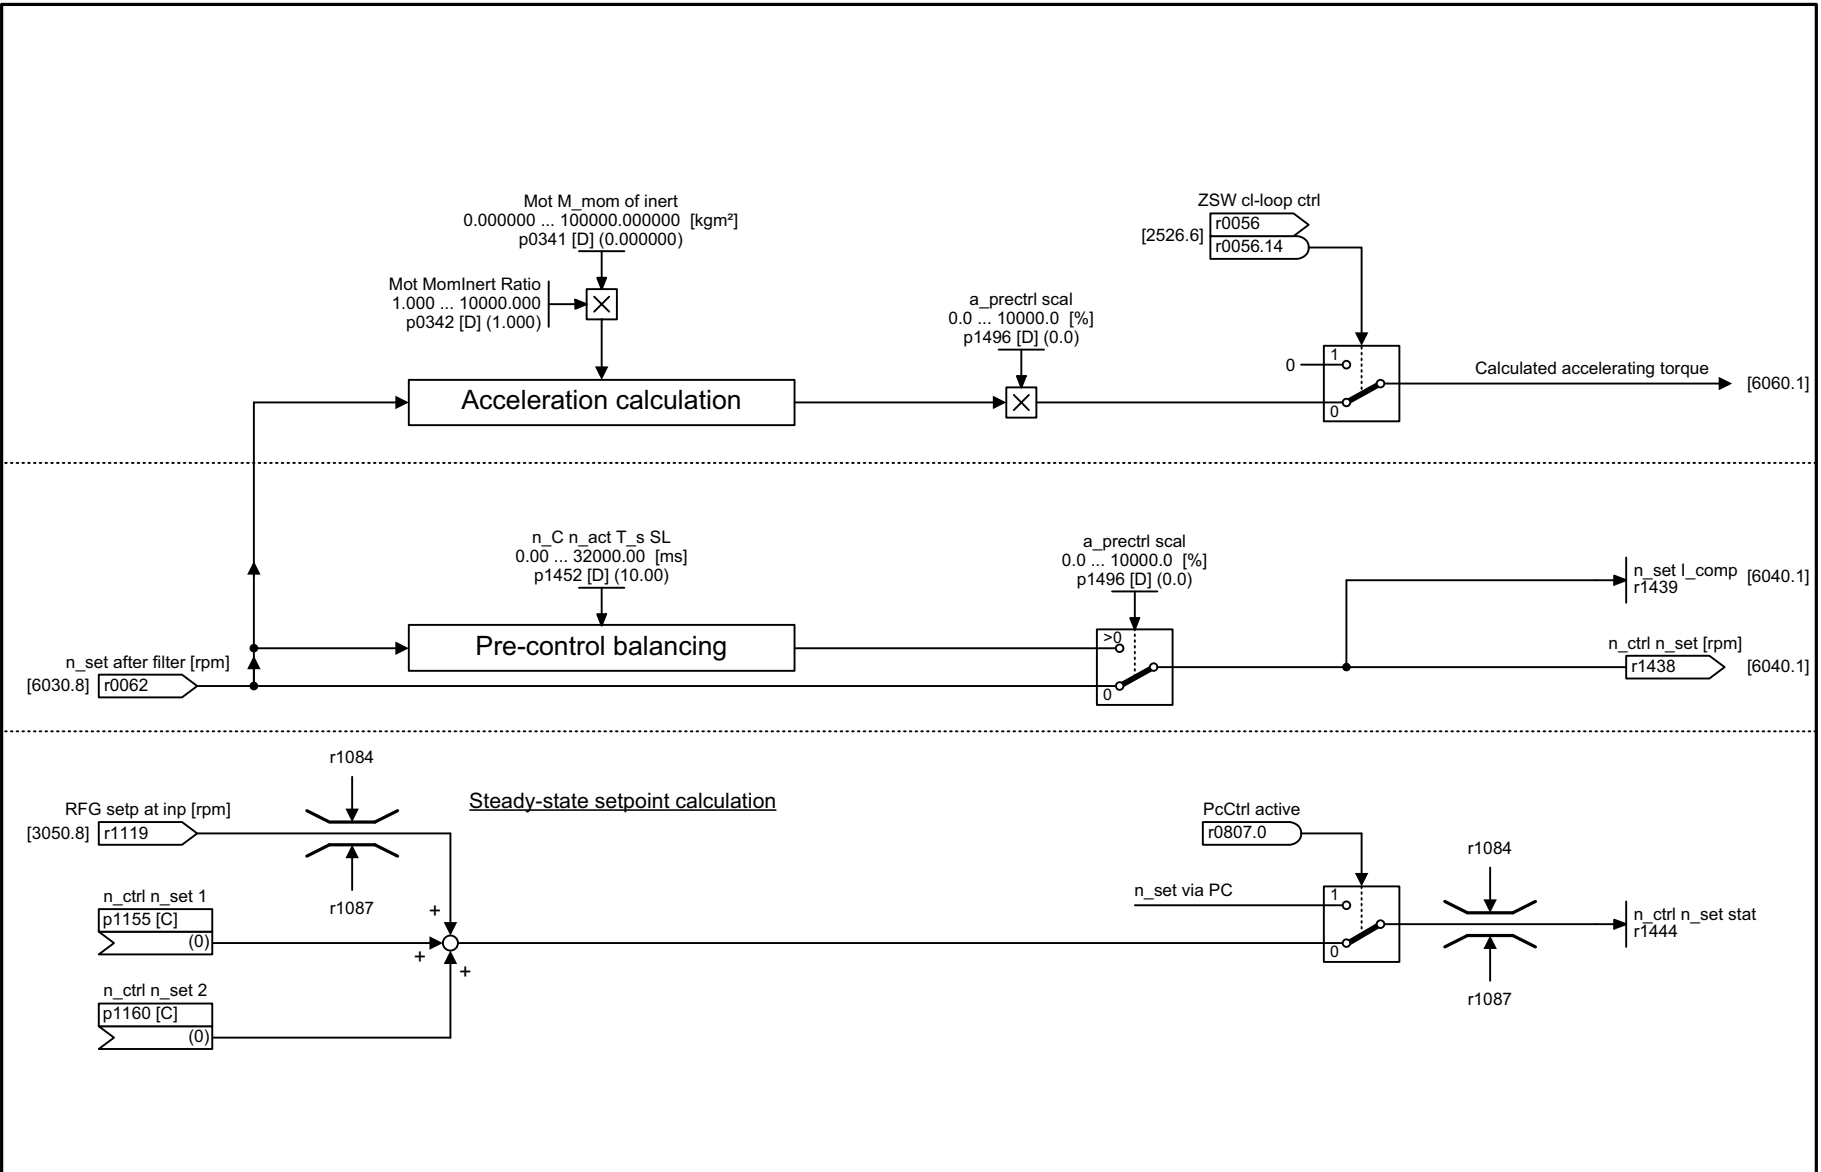 Mot M_mom of inert
0.000000 ... 100000.000000 [kgm²]
p0341 [D] (0.000000)
Mot MomInert Ratio
1.000 ... 10000.000
p0342 [D] (1.000)
Acceleration calculation
a_prectrl scal
0.0 ... 10000.0 [%]
p1496 [D] (0.0)
ZSW cl-loop ctrl
[2526.6]
r0056
r0056.14
0
1
0
Calculated accelerating torque
[6060.1]
n_C n_act T_s SL
0.00 ... 32000.00 [ms]
p1452 [D] (10.00)
Pre-control balancing
n_set after filter [rpm]
[6030.8]
r0062
a_prectrl scal
0.0 ... 10000.0 [%]
p1496 [D] (0.0)
>0
0
n_set I_comp
r1439
[6040.1]
n_ctrl n_set [rpm]
r1438
[6040.1]
Steady-state setpoint calculation
r1084
RFG setp at inp [rpm]
[3050.8]
r1119
r1087
n_ctrl n_set 1
p1155 [C]
(0)
n_ctrl n_set 2
p1160 [C]
(0)
+
+
+
PcCtrl active
r0807.0
n_set via PC
1
0
r1084
r1087
n_ctrl n_set stat
r1444